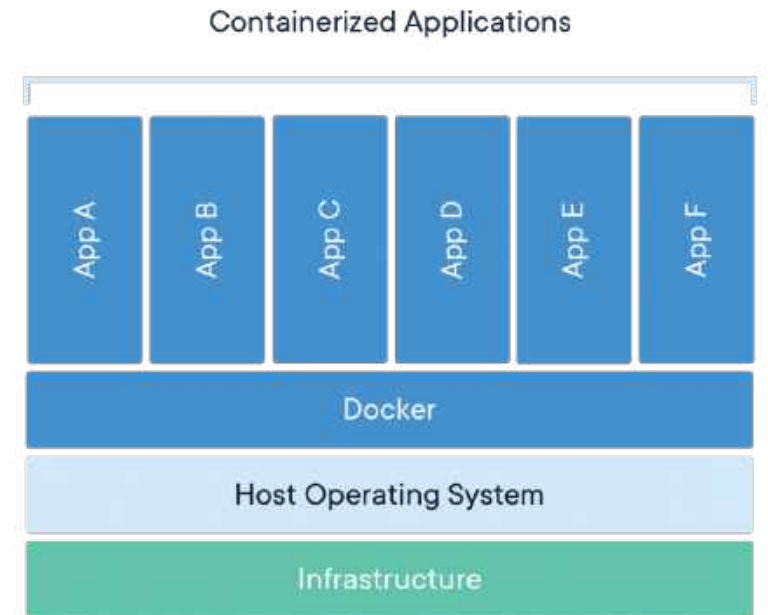 Containerized Applications
App A
App B
App C
App D
App E
App F
Docker
Host Operating System
Infrastructure